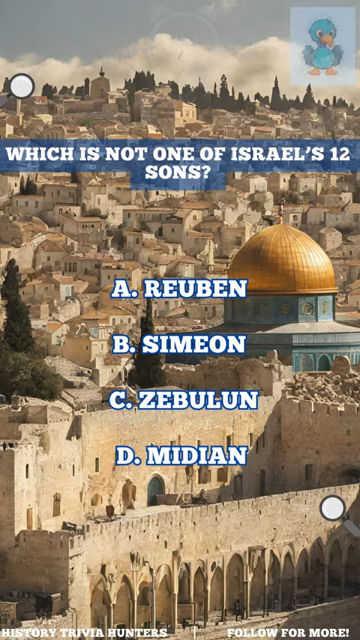 WHICH IS NOT ONE OF ISRAEL'S 12
SONS?
A. REUBEN
B. SIMEON
C. ZEBULUN
D. MIDIAN
HISTORY TRIVIA HUNTERS | FOLLOW FOR MORE!